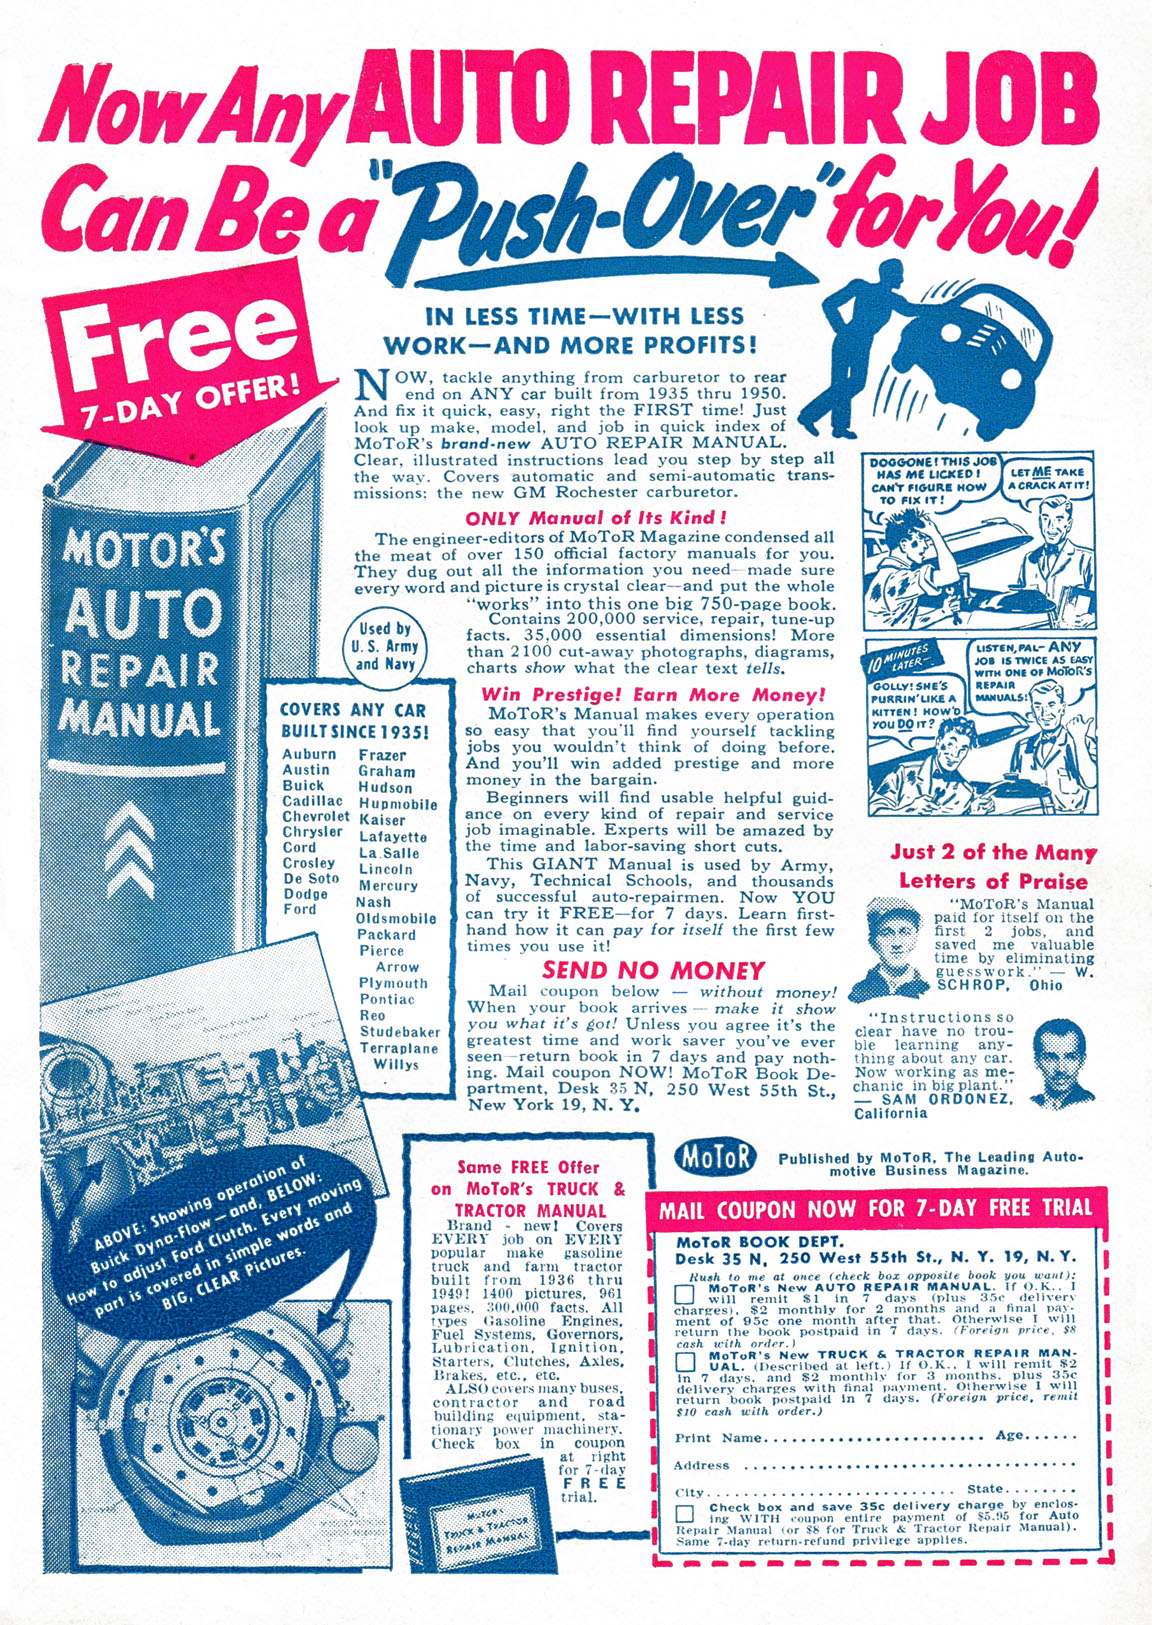 Now Any AUTO REPAIR JOB
Can Be a "Push-Over" for You!
Free
7-DAY OFFER!
MOTOR'S
AUTO
REPAIR
MANUAL
IN LESS TIME—WITH LESS
WORK—AND MORE PROFITS!
NOW, tackle anything from carburetor to rear
end on ANY car built from 1935 thru 1950.
And fix it quick, easy, right the FIRST time! Just
look up make, model, and job in quick index of
MoToR's brand-new AUTO REPAIR MANUAL.
Clear, illustrated instructions lead you step by step all
the way. Covers automatic and semi-automatic trans-
missions; the new GM Rochester carburetor.
ONLY Manual of Its Kind!
The engineer-editors of MoToR Magazine condensed all
the meat of over 150 official factory manuals for you.
They dug out all the information you need—made sure
every word and picture is crystal clear—and put the whole
"works" into this one big 750-page book.
Contains 200,000 service, repair, tune-up
facts. 35,000 essential dimensions! More
than 2100 cut-away photographs, diagrams,
charts show what the clear text tells.
Used by
U. S. Army
and Navy
Win Prestige! Earn More Money!
MoToR's Manual makes every operation
so easy that you'll find yourself tackling
jobs you wouldn't think of doing before.
And you'll win added prestige and more
money in the bargain.
Beginners will find usable helpful guid-
ance on every kind of repair and service
job imaginable. Experts will be amazed by
the time and labor-saving short cuts.
This GIANT Manual is used by Army,
Navy, Technical Schools, and thousands
of successful auto-repairmen. Now YOU
can try it FREE—for 7 days. Learn first-
hand how it can pay for itself the first few
times you use it!
SEND NO MONEY
Mail coupon below — without money!
When your book arrives — make it show
you what it's got! Unless you agree it's the
greatest time and work saver you've ever
seen—return book in 7 days and pay noth-
ing. Mail coupon NOW! MoToR Book De-
partment, Desk 35 N, 250 West 55th St.,
New York 19, N. Y.
COVERS ANY CAR
BUILT SINCE 1935!
Auburn
Austin
Buick
Cadillac
Chevrolet
Chrysler
Cord
Crosley
De Soto
Dodge
Ford
Frazer
Graham
Hudson
Hupmobile
Kaiser
Lafayette
La Salle
Lincoln
Mercury
Nash
Oldsmobile
Packard
Pierce
Arrow
Plymouth
Pontiac
Reo
Studebaker
Terraplane
Willys
DOGGONE! THIS JOB
HAS ME LICKED!
CAN'T FIGURE HOW
TO FIX IT!
LET ME TAKE
A CRACK AT IT!
10 MINUTES
LATER—
GOLLY! SHE'S
PURRIN' LIKE A
KITTEN! HOW'D
YOU DO IT?
LISTEN, PAL— ANY
JOB IS TWICE AS EASY
WITH ONE OF MoToR'S
REPAIR
MANUALS!
Just 2 of the Many
Letters of Praise
"MoToR's Manual
paid for itself on the
first 2 jobs, and
saved me valuable
time by eliminating
guesswork." — W.
SCHROP, Ohio
"Instructions so
clear have no trou-
ble learning any-
thing about any car.
Now working as me-
chanic in big plant."
— SAM ORDONEZ,
California
ABOVE: Showing operation of
Buick Dyna-Flow—and, BELOW:
How to adjust Ford Clutch. Every moving
part is covered in simple words and
BIG, CLEAR Pictures.
Same FREE Offer
on MoToR's TRUCK &
TRACTOR MANUAL
Brand - new! Covers
EVERY job on EVERY
popular make gasoline
truck and farm tractor
built from 1936 thru
1949! 1400 pictures, 961
pages, 300,000 facts. All
types Gasoline Engines,
Fuel Systems, Governors,
Lubrication, Ignition,
Starters, Clutches, Axles,
Brakes, etc., etc.
ALSO covers many buses,
contractor and road
building equipment, sta-
tionary power machinery.
Check box in coupon
at right
for 7-day
FREE
trial.
MoToR's
TRUCK & TRACTOR
REPAIR MANUAL
MoToR
Published by MoToR, The Leading Auto-
motive Business Magazine.
MAIL COUPON NOW FOR 7-DAY FREE TRIAL
MoToR BOOK DEPT.
Desk 35 N, 250 West 55th St., N. Y. 19, N. Y.
Rush to me at once (check box opposite book you want):
MoToR's New AUTO REPAIR MANUAL. If O.K., I
will remit $1 in 7 days (plus 35c delivery
charges), $2 monthly for 2 months and a final pay-
ment of 95c one month after that. Otherwise I will
return the book postpaid in 7 days. (Foreign price, $8
cash with order.)
MoToR's New TRUCK & TRACTOR REPAIR MAN-
UAL. (Described at left.) If O.K., I will remit $2
in 7 days, and $2 monthly for 3 months, plus 35c
delivery charges with final payment. Otherwise I will
return book postpaid in 7 days. (Foreign price, remit
$10 cash with order.)
Print Name........................ Age......
Address ....................................
City.............................. State........
Check box and save 35c delivery charge by enclos-
ing WITH coupon entire payment of $5.95 for Auto
Repair Manual (or $8 for Truck & Tractor Repair Manual).
Same 7-day return-refund privilege applies.